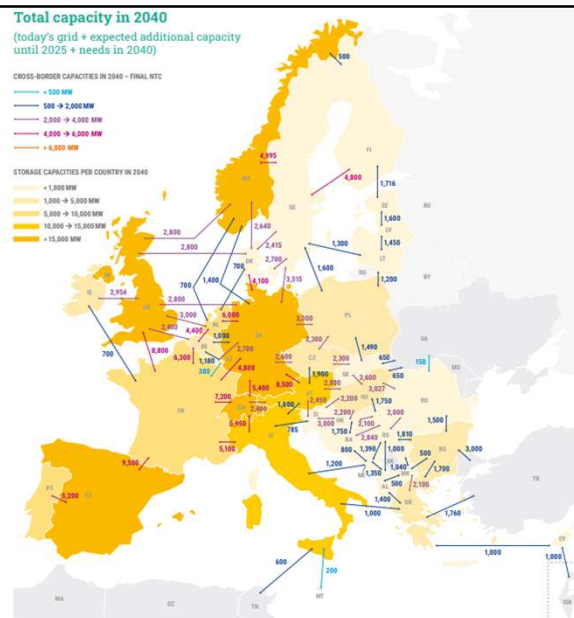 Total capacity in 2040
(today's grid + expected additional capacity
until 2025 + needs in 2040)
CROSS-BORDER CAPACITIES IN 2040 – FINAL NTC
< 500 MW
500 → 2,000 MW
2,000 → 4,000 MW
4,000 → 6,000 MW
> 6,000 MW
STORAGE CAPACITIES PER COUNTRY IN 2040
< 1,000 MW
1,000 → 5,000 MW
5,000 → 10,000 MW
10,000 → 15,000 MW
> 15,000 MW
500
4,995
FI
4,800
NO
1,716
SE
EE
RU
2,800
2,640
1,600
LV
2,415
1,300
1,450
2,800
DK
2,700
LT
700
700
1,400
4,100
3,515
1,600
RU
1,200
BY
IE
2,954
GB
2,800
3,000
6,000
NL
DE
2,000
PL
4,400
1,000
2,300
700
8,800
6,300
BE
1,180
2,700
380
2,600
CZ
1,490
2,300
650
150
UA
650
MD
4,800
8,500
1,900
SK
3,600
FR
7,200
5,400
2,400
AT
2,450
3,027
HU
1,750
RO
5,950
1,800
SI
3,000
2,200
HR
2,200
2,100
2,000
IT
785
1,750
1,500
5,100
BA
2,840
RS
1,810
800
1,390
1,000
BG
3,000
9,500
1,200
1,350
1,040
500
1,700
MK
AL
500
2,100
PT
5,200
ES
1,400
GR
1,000
1,760
TR
1,000
CY
1,000
600
200
MA
DZ
TN
MT